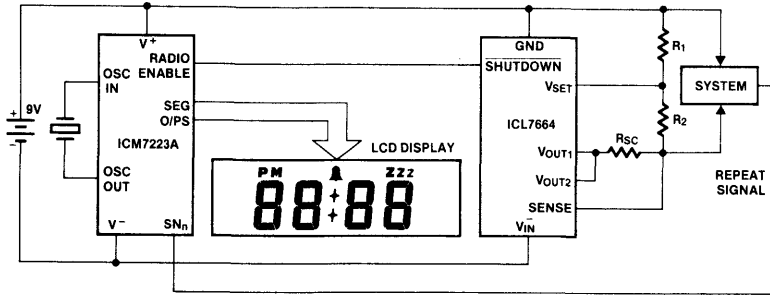 V+
RADIO
ENABLE
OSC
IN
SEG
O/PS
9V
+
-
ICM7223A
OSC
OUT
V-
SNn
LCD DISPLAY
PM
Zzz
88:88
GND
SHUTDOWN
VSET
ICL7664
VOUT1
VOUT2
SENSE
VIN-
R1
R2
RSC
SYSTEM
REPEAT
SIGNAL